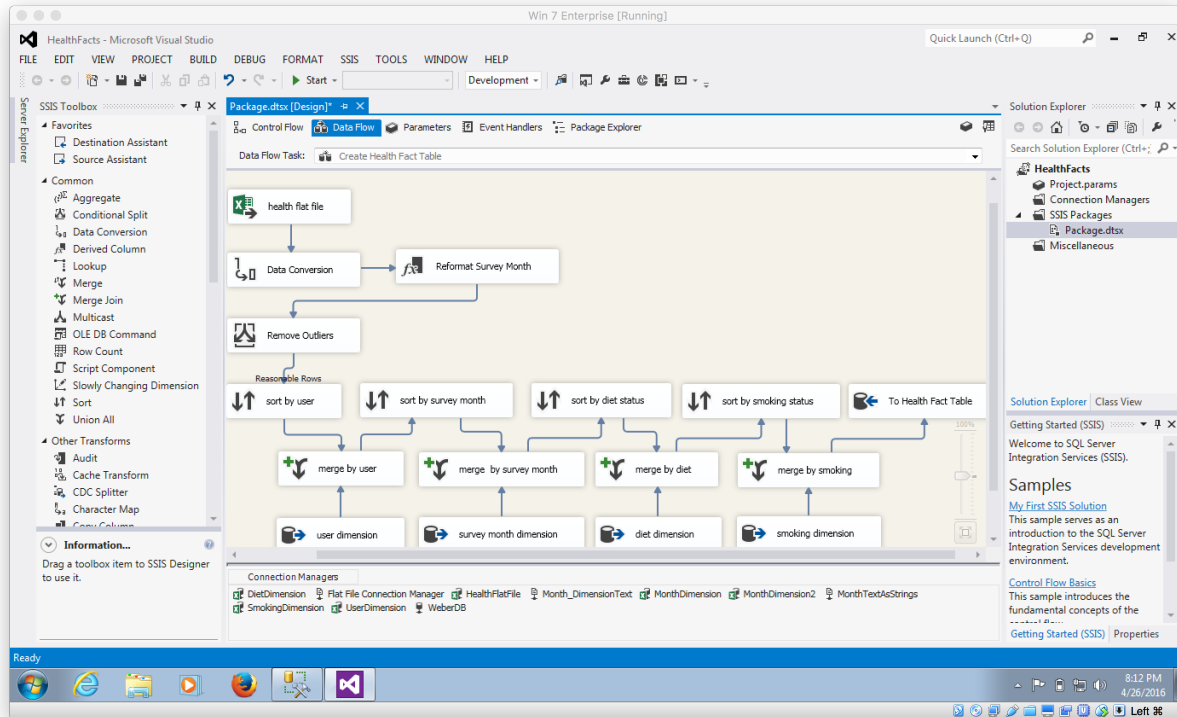 Win 7 Enterprise [Running]
HealthFacts - Microsoft Visual Studio
Quick Launch (Ctrl+Q)
FILE EDIT VIEW PROJECT BUILD DEBUG FORMAT SSIS TOOLS WINDOW HELP
Start Development
Server Explorer
SSIS Toolbox
Favorites
Destination Assistant
Source Assistant
Common
Aggregate
Conditional Split
Data Conversion
Derived Column
Lookup
Merge
Merge Join
Multicast
OLE DB Command
Row Count
Script Component
Slowly Changing Dimension
Sort
Union All
Other Transforms
Audit
Cache Transform
CDC Splitter
Character Map
Copy Column
Information...
Drag a toolbox item to SSIS Designer
to use it.
Package.dtsx [Design]*
Control Flow Data Flow Parameters Event Handlers Package Explorer
Data Flow Task: Create Health Fact Table
health flat file
Data Conversion
Reformat Survey Month
Remove Outliers
Reasonable Rows
sort by user sort by survey month sort by diet status sort by smoking status To Health Fact Table
100%
merge by user merge by survey month merge by diet merge by smoking
user dimension survey month dimension diet dimension smoking dimension
Connection Managers
DietDimension Flat File Connection Manager HealthFlatFile Month_DimensionText MonthDimension MonthDimension2 MonthTextAsStrings
SmokingDimension UserDimension WeberDB
Solution Explorer
Search Solution Explorer (Ctrl+;
HealthFacts
Project.params
Connection Managers
SSIS Packages
Package.dtsx
Miscellaneous
Solution Explorer Class View
Getting Started (SSIS)
Welcome to SQL Server
Integration Services (SSIS).
Samples
My First SSIS Solution
This sample serves as an
introduction to the SQL Server
Integration Services development
environment.
Control Flow Basics
This sample introduces the
fundamental concepts of the
control flow
Getting Started (SSIS) Properties
Ready
8:12 PM
4/26/2016
Left ⌘